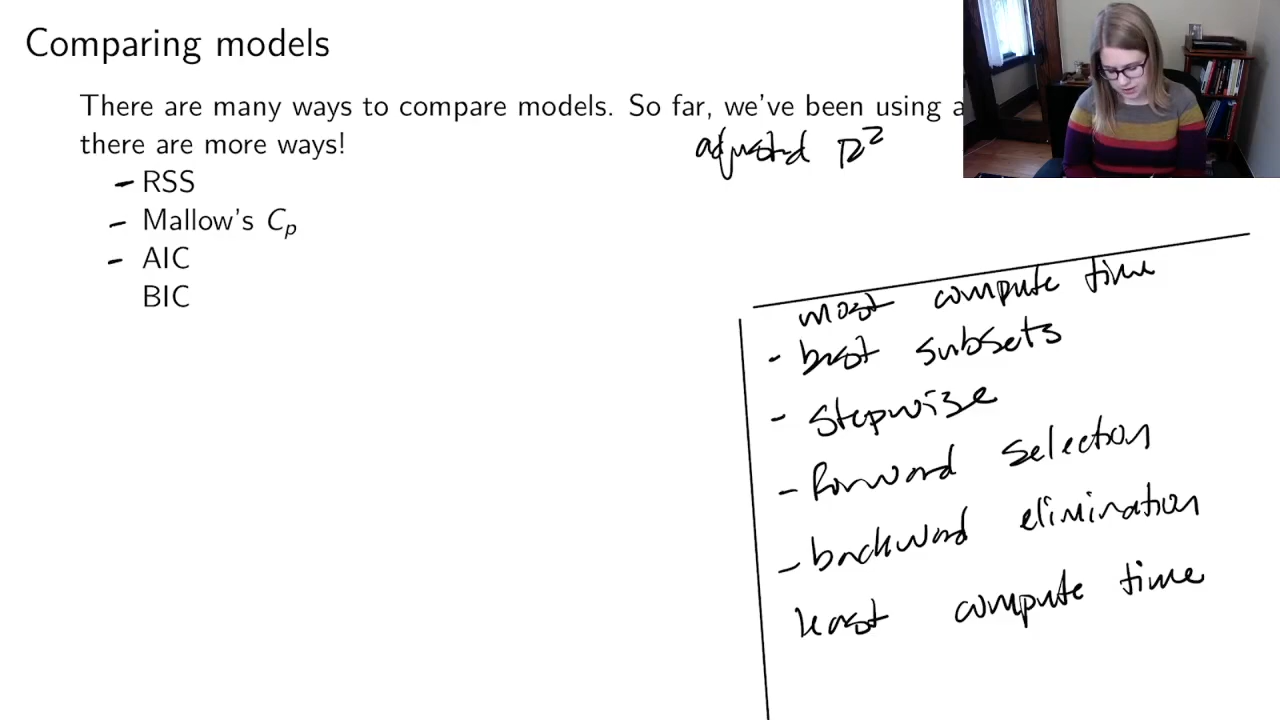 Comparing models
There are many ways to compare models. So far, we've been using a
there are more ways!
adjusted R²
– RSS
– Mallow's Cp
– AIC
BIC
most compute time
- best subsets
- stepwise
- forward selection
- backward elimination
least compute time